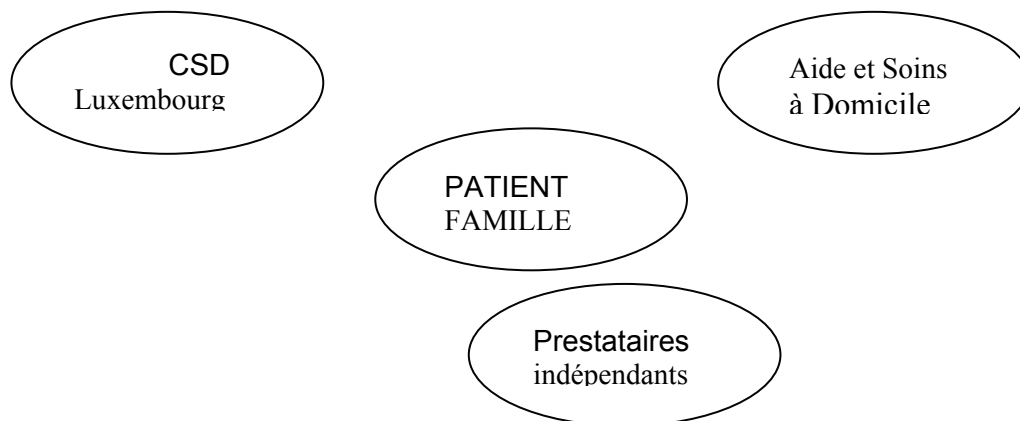 CSD
Luxembourg
Aide et Soins
à Domicile
PATIENT
FAMILLE
Prestataires
indépendants